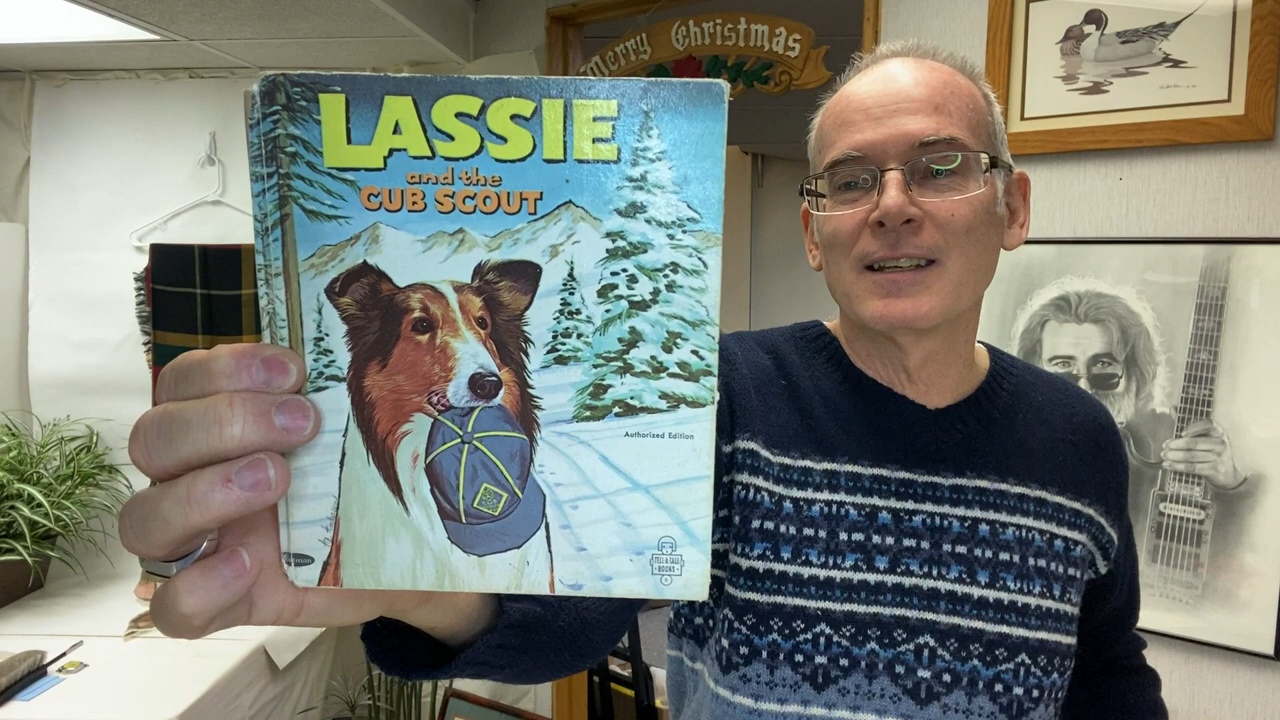 Merry Christmas
LASSIE
and the
CUB SCOUT
Authorized Edition
TELL-A-TALE
BOOKS